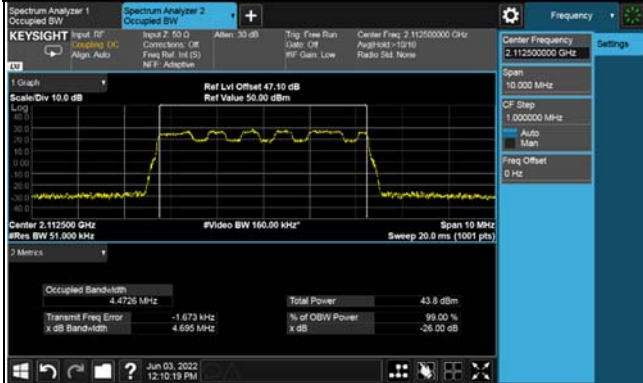 Spectrum Analyzer 1
Occupied BW
Spectrum Analyzer 2
Occupied BW
+
Frequency
KEYSIGHT
Input: RF
Coupling: DC
Align: Auto
Input Z: 50 Ω
Corrections: Off
Freq Ref: Int (S)
NFE: Adaptive
Atten: 30 dB
Trig: Free Run
Gate: Off
#IF Gain: Low
Center Freq: 2.112500000 GHz
Avg|Hold:>10/10
Radio Std: None
LXI
Center Frequency
2.112500000 GHz
Settings
Span
10.000 MHz
CF Step
1.000000 MHz
Auto
Man
Freq Offset
0 Hz
1 Graph
Scale/Div 10.0 dB
Ref Lvl Offset 47.10 dB
Ref Value 50.00 dBm
Log
40.0
30.0
20.0
10.0
0.00
-10.0
-20.0
-30.0
-40.0
Center 2.112500 GHz
#Res BW 51.000 kHz
#Video BW 160.00 kHz*
Span 10 MHz
Sweep 20.0 ms (1001 pts)
2 Metrics
Occupied Bandwidth
4.4726 MHz
Total Power
43.8 dBm
Transmit Freq Error
-1.673 kHz
% of OBW Power
99.00 %
x dB Bandwidth
4.695 MHz
x dB
-26.00 dB
?
Jun 03, 2022
12:10:19 PM